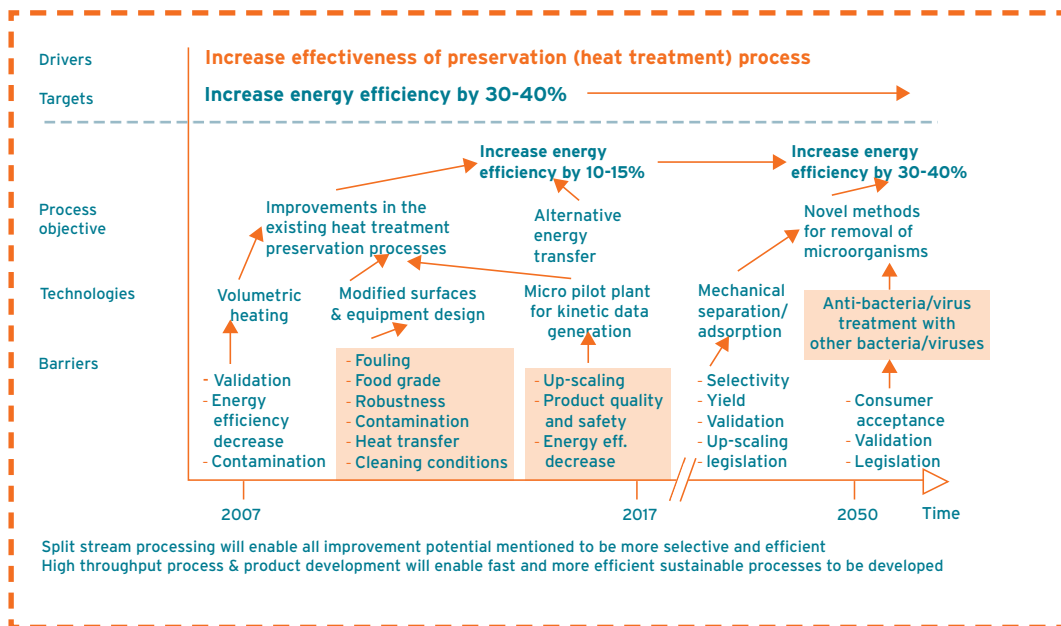 Drivers
Increase effectiveness of preservation (heat treatment) process
Targets
Increase energy efficiency by 30-40%
Increase energy
efficiency by 10-15%
Increase energy
efficiency by 30-40%
Process
objective
Improvements in the
existing heat treatment
preservation processes
Alternative
energy
transfer
Novel methods
for removal of
microorganisms
Technologies
Volumetric
heating
Modified surfaces
& equipment design
Micro pilot plant
for kinetic data
generation
Mechanical
separation/
adsorption
Anti-bacteria/virus
treatment with
other bacteria/viruses
Barriers
- Validation
- Energy
efficiency
decrease
- Contamination
- Fouling
- Food grade
- Robustness
- Contamination
- Heat transfer
- Cleaning conditions
- Up-scaling
- Product quality
and safety
- Energy eff.
decrease
- Selectivity
- Yield
- Validation
- Up-scaling
- legislation
- Consumer
acceptance
- Validation
- Legislation
2007
2017
2050
Time
Split stream processing will enable all improvement potential mentioned to be more selective and efficient
High throughput process & product development will enable fast and more efficient sustainable processes to be developed